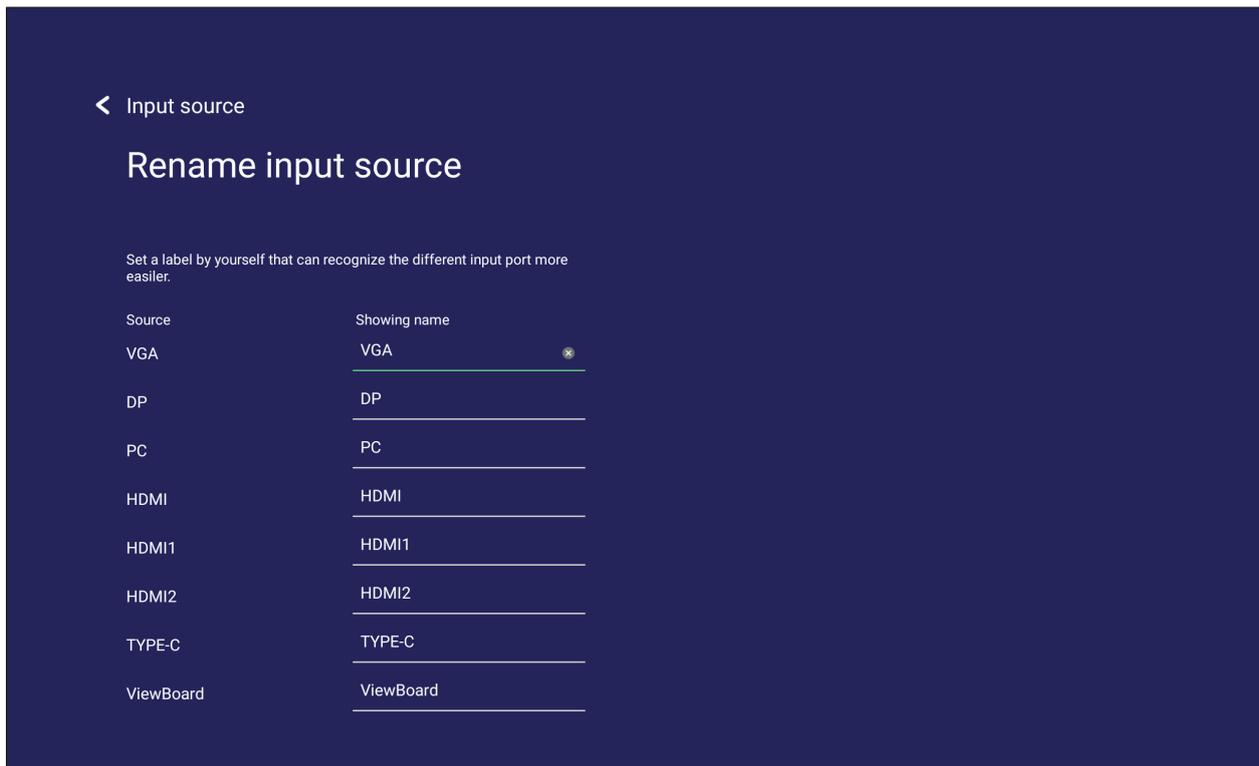 Input source
Rename input source
Set a label by yourself that can recognize the different input port more
easiler.
Source Showing name
VGA VGA
DP DP
PC PC
HDMI HDMI
HDMI1 HDMI1
HDMI2 HDMI2
TYPE-C TYPE-C
ViewBoard ViewBoard